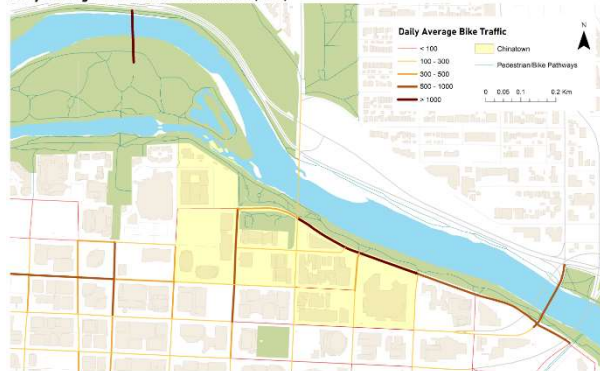 Daily Average Bike Traffic
N
< 100
100 - 300
300 - 500
500 - 1000
> 1000
Chinatown
Pedestrian/Bike Pathways
0 0.05 0.1 0.2 Km